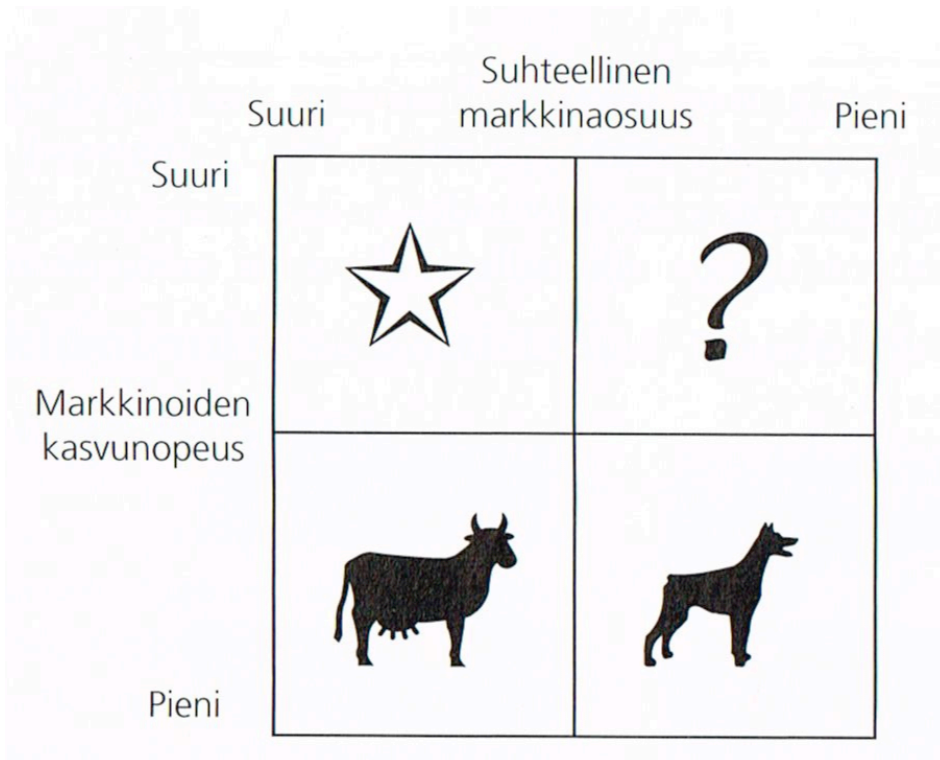 Suhteellinen
Suuri markkinaosuus Pieni
Suuri
?
Markkinoiden
kasvunopeus
Pieni